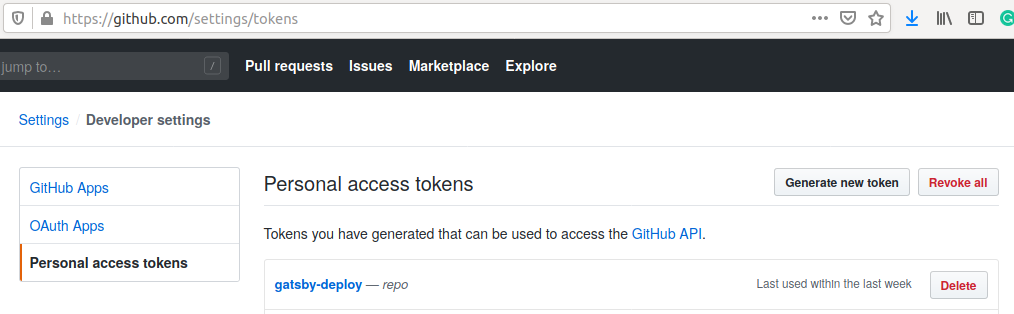 https://github.com/settings/tokens
jump to… /
Pull requests Issues Marketplace Explore
Settings / Developer settings
GitHub Apps
OAuth Apps
Personal access tokens
Personal access tokens
Generate new token
Revoke all
Tokens you have generated that can be used to access the GitHub API.
gatsby-deploy — repo
Last used within the last week
Delete